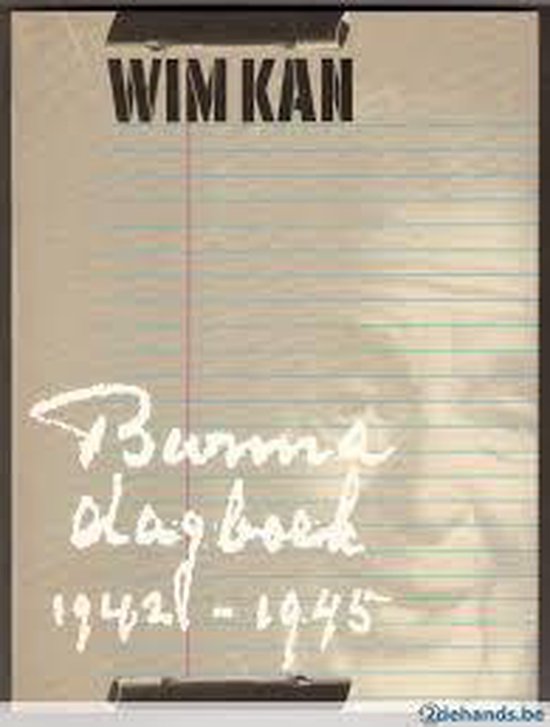 WIM KAN
Burma
dagboek
1942 - 1945
2dehands.be